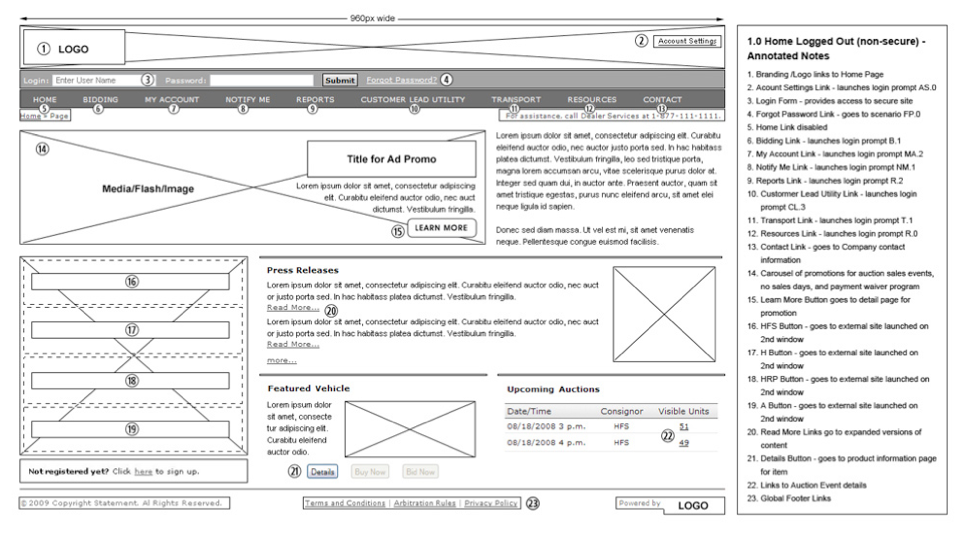 960px wide
1 LOGO
2 Account Settings
Login: Enter User Name 3 Password: Submit Forgot Password? 4
HOME BIDDING MY ACCOUNT NOTIFY ME REPORTS CUSTOMER LEAD UTILITY TRANSPORT RESOURCES CONTACT
5 6 7 8 9 10 11 12 13
Home » Page
For assistance. call Dealer Services at 1-877-111-1111.
14
Media/Flash/Image
Title for Ad Promo
Lorem ipsum dolor sit amet, consectetur adipiscing
elit. Curabitu eleifend auctor odio, nec auct
dictumst. Vestibulum fringilla.
15 LEARN MORE
Lorem ipsum dolor sit amet, consectetur adipiscing elit. Curabitu
eleifend auctor odio, nec auct or justo porta sed. In hac habitass
platea dictumst. Vestibulum fringilla, leo sed tristique porta,
magna lorem accumsan arcu, vitae scelerisque purus dolor at.
Integer sed quam dui, in auctor ante. Praesent auctor, quam sit
amet tristique egestas, purus nunc eleifend arcu, sit amet elei
neque ligula id sapien.
Donec sed diam massa. Ut vel est mi, sit amet venenatis
neque. Pellentesque congue euismod facilisis.
16
17
18
19
Not registered yet? Click here to sign up.
Press Releases
Lorem ipsum dolor sit amet, consectetur adipiscing elit. Curabitu eleifend auctor odio, nec auct
or justo porta sed. In hac habitass platea dictumst. Vestibulum fringilla.
Read More... 20
Lorem ipsum dolor sit amet, consectetur adipiscing elit. Curabitu eleifend auctor odio, nec auct
or justo porta sed. In hac habitass platea dictumst. Vestibulum fringilla.
Read More...
more...
Featured Vehicle
Lorem ipsum dolor
sit amet, consecte
tur adipiscing elit.
Curabitu eleifend
auctor odio.
21 Details Buy Now Bid Now
Upcoming Auctions
Date/Time Consignor Visible Units
08/18/2008 3 p.m. HFS 51
22
08/18/2008 4 p.m. HFS 49
© 2009 Copyright Statement. All Rights Reserved.
Terms and Conditions | Arbitration Rules | Privacy Policy 23
Powered by LOGO
1.0 Home Logged Out (non-secure) -
Annotated Notes
1. Branding /Logo links to Home Page
2. Acount Settings Link - launches login prompt AS.0
3. Login Form - provides access to secure site
4. Forgot Password Link - goes to scenario FP.0
5. Home Link disabled
6. Bidding Link - launches login prompt B.1
7. My Account Link - launches login prompt MA.2
8. Notify Me Link - launches login prompt NM.1
9. Reports Link - launches login prompt R.2
10. Custormer Lead Utility Link - launches login
prompt CL.3
11. Transport Link - launches login prompt T.1
12. Resources Link - launches login prompt R.0
13. Contact Link - goes to Company contact
information
14. Carousel of promotions for auction sales events,
no sales days, and payment waiver program
15. Learn More Button goes to detail page for
promotion
16. HFS Button - goes to external site launched on
2nd window
17. H Button - goes to external site launched on
2nd window
18. HRP Button - goes to external site launched on
2nd window
19. A Button - goes to external site launched on
2nd window
20. Read More Links go to expanded versions of
content
21. Details Button - goes to product information page
for item
22. Links to Auction Event details
23. Global Footer Links